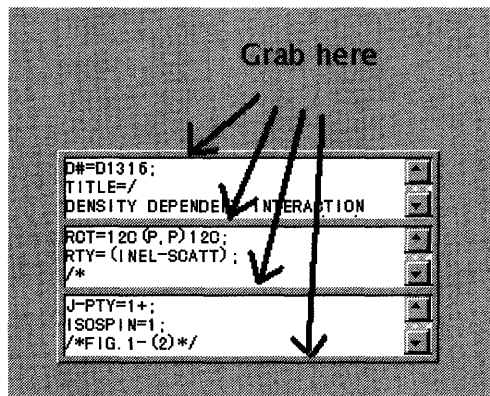 Grab here
D#=D1316;
TITLE=/
DENSITY DEPENDENT INTERACTION
RCT=12C(P,P)12C;
RTY=(INEL-SCATT);
/*
J-PTY=1+;
ISOSPIN=1;
/*FIG.1-(2)*/